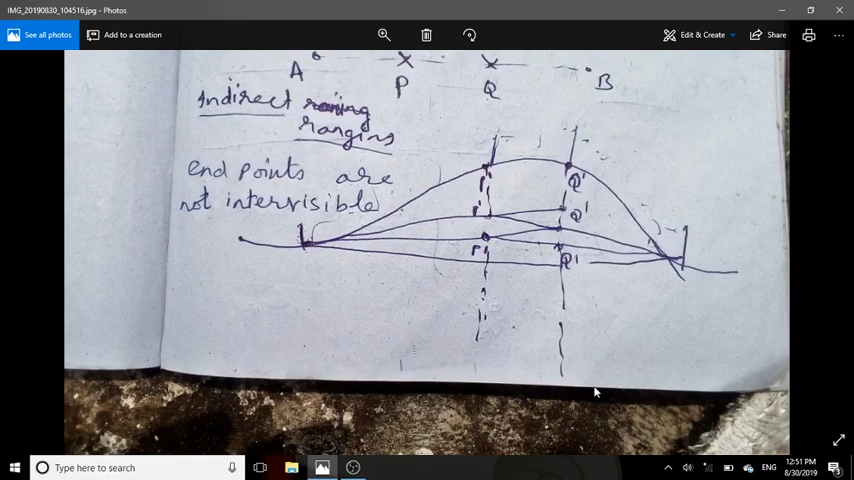 IMG_20190830_104516.jpg - Photos
See all photos
Add to a creation
Edit & Create
Share
A
P
Q
B
Indirect
ranging
end points are
not intervisible
P'
Q'
P'
Q'
P'
Q'
Type here to search
ENG
12:51 PM
8/30/2019
3